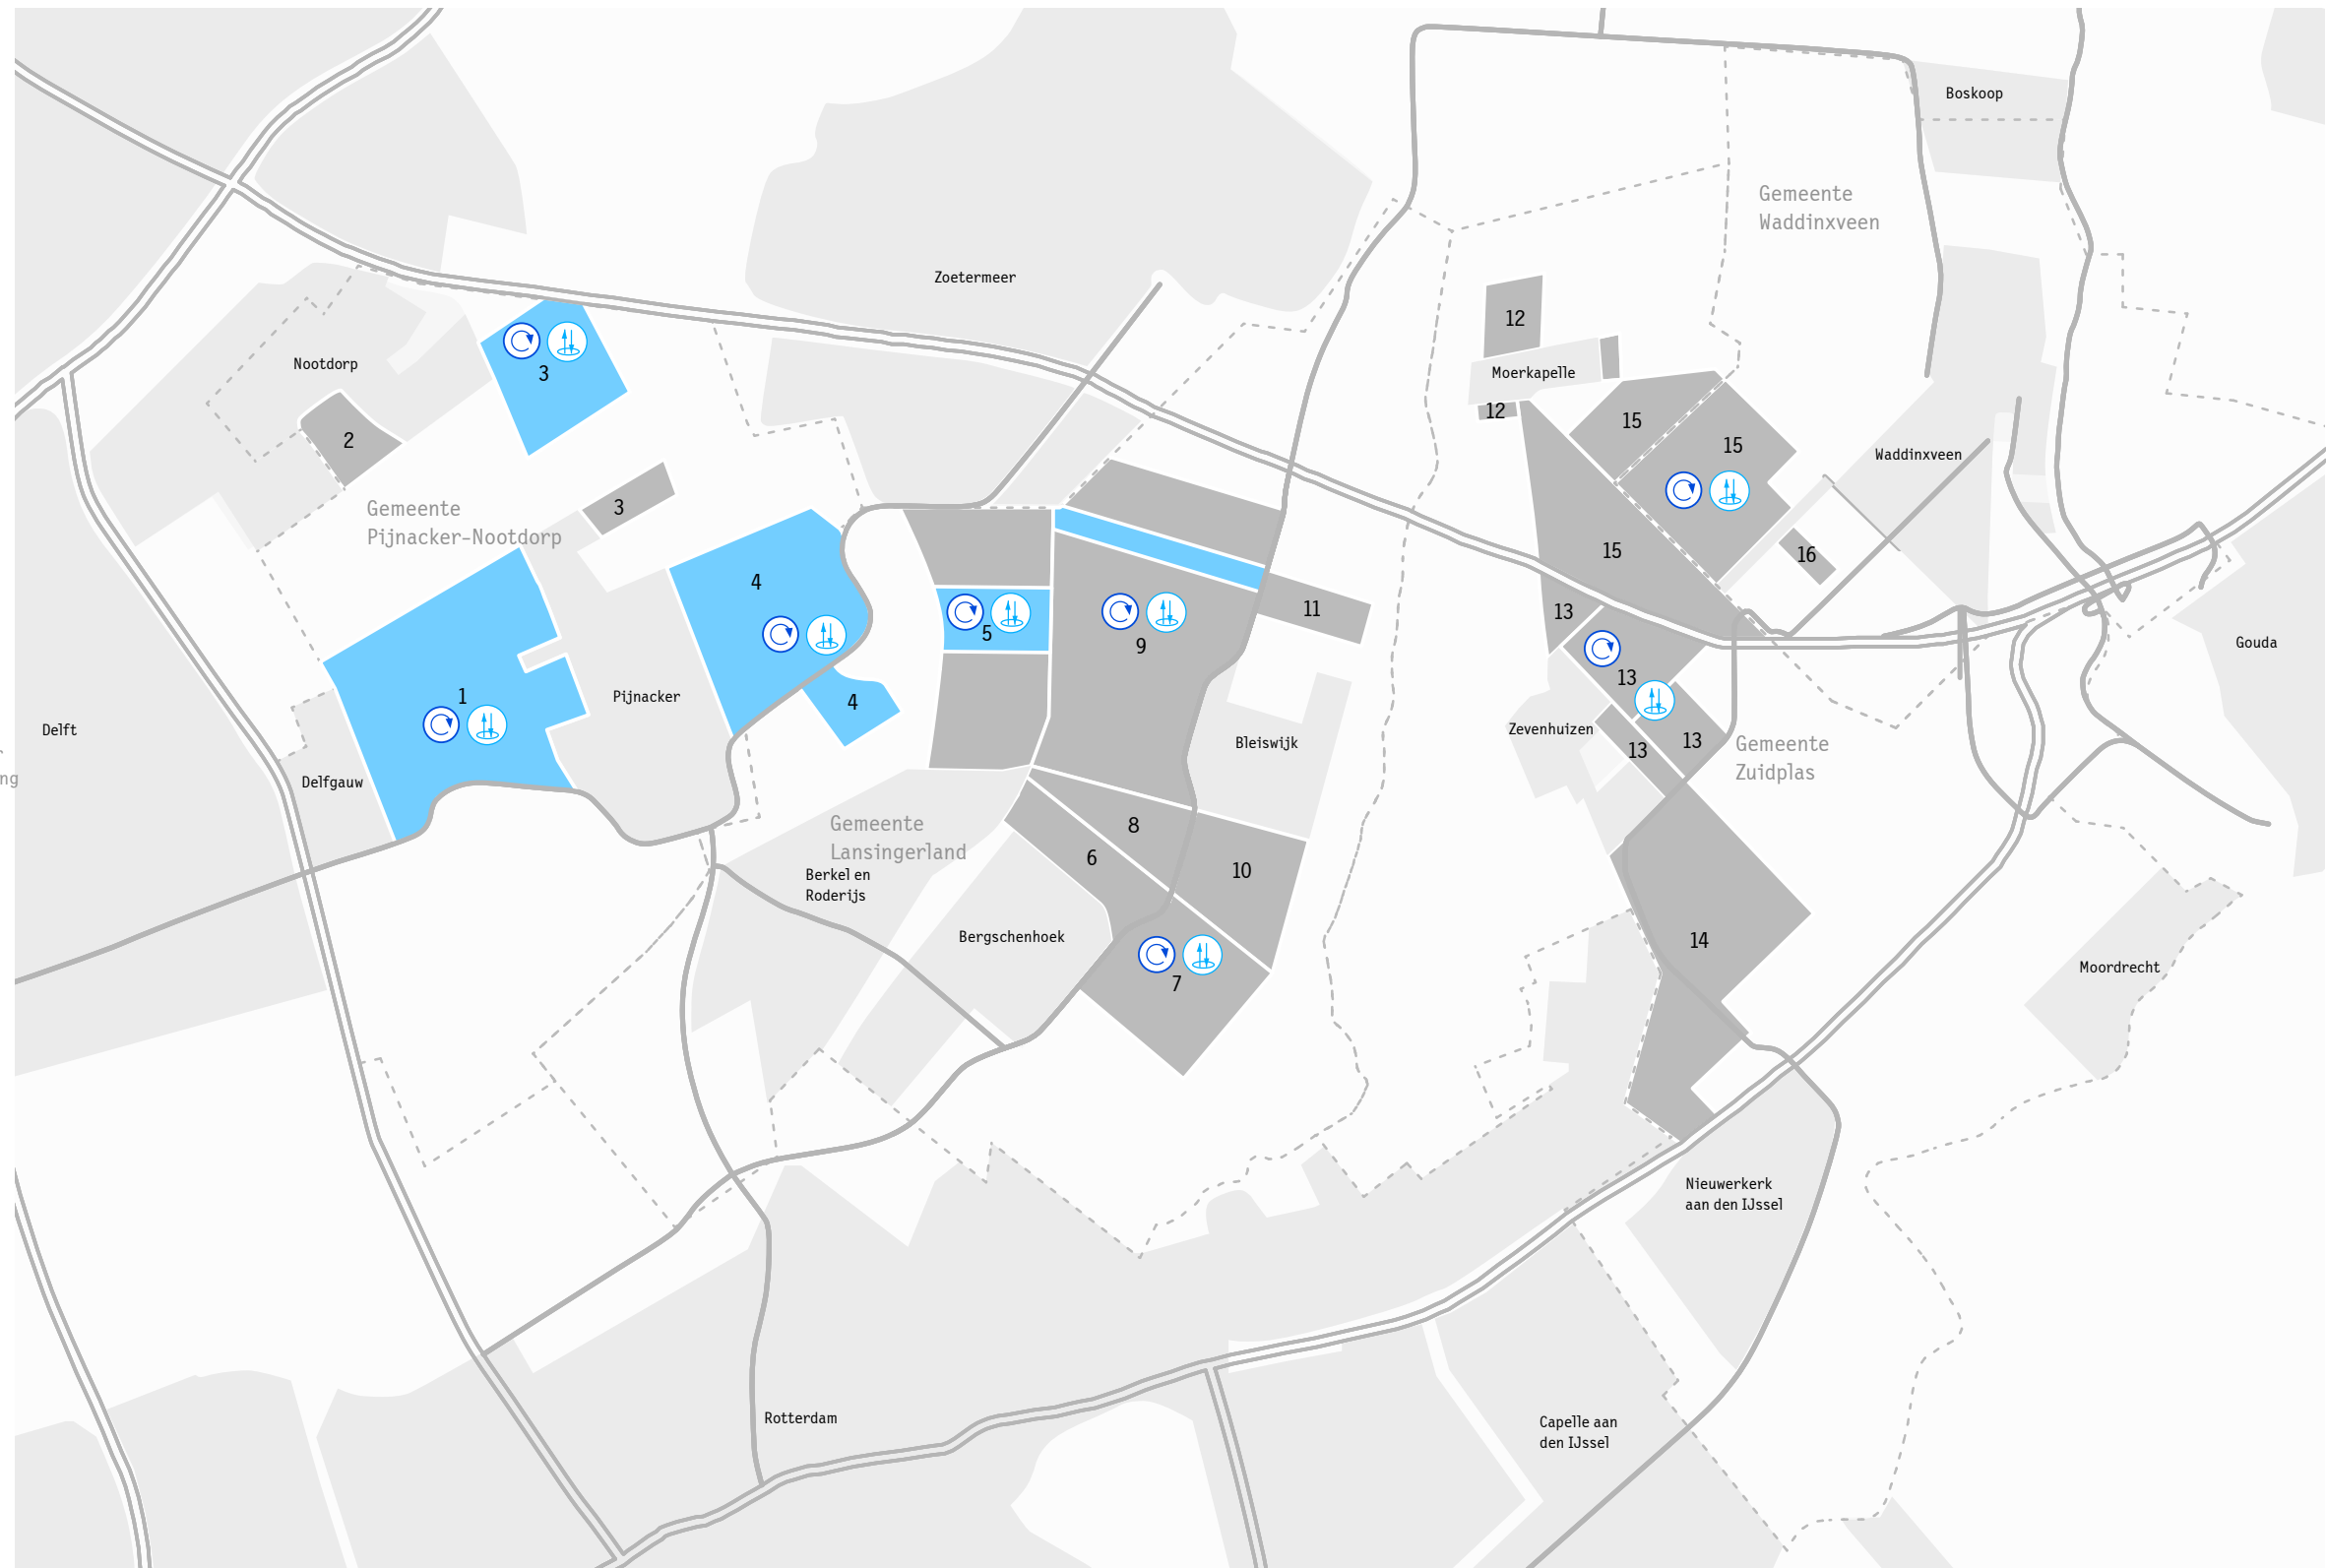 Boskoop
Gemeente
Waddinxveen
Zoetermeer
12
Nootdorp
3
Moerkapelle
12
15
2
15
Waddinxveen
3
Gemeente
Pijnacker-Nootdorp
15
16
4
11
13
5
9
Gouda
13
1
Pijnacker
4
Delft
Zevenhuizen
13
Bleiswijk
13
Gemeente
Zuidplas
ng
Delfgauw
Gemeente
Lansingerland
8
6
10
Berkel en
Roderijs
Bergschenhoek
14
7
Moordrecht
Nieuwerkerk
aan den IJssel
Rotterdam
Capelle aan
den IJssel